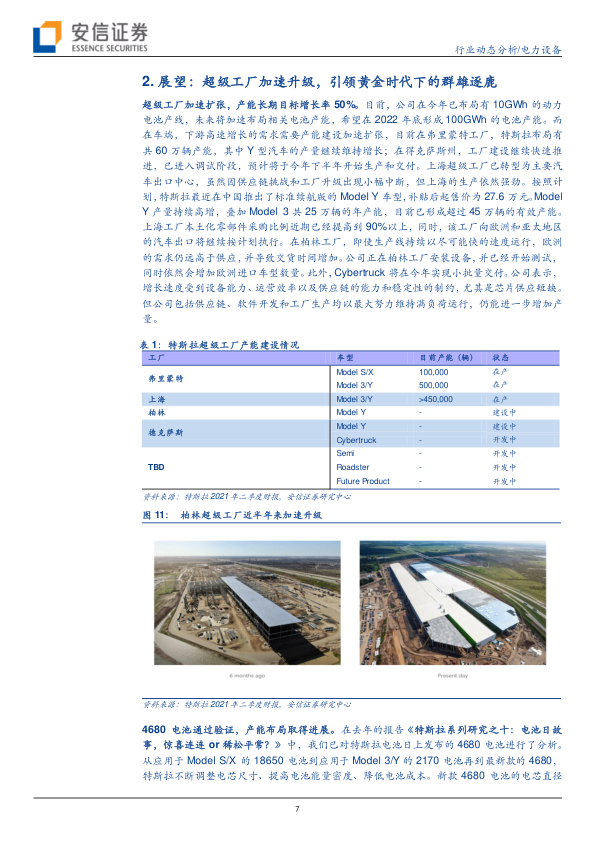 安信证券
ESSENCE SECURITIES
行业动态分析/电力设备
2. 展望：超级工厂加速升级，引领黄金时代下的群雄逐鹿
超级工厂加速扩张，产能长期目标增长率 50%。目前，公司在今年已布局有 10GWh 的动力
电池产线，未来将加速布局相关电池产能，希望在 2022 年底形成 100GWh 的电池产能。而
在车端，下游高速增长的需求需要产能建设加速扩张，目前在弗里蒙特工厂，特斯拉布局有
共 60 万辆产能，其中 Y 型汽车的产量继续维持增长；在得克萨斯州，工厂建设继续快速推
进，已进入调试阶段，预计将于今年下半年开始生产和交付。上海超级工厂已转型为主要汽
车出口中心，虽然因供应链挑战和工厂升级出现小幅中断，但上海的生产依然强劲。按照计
划，特斯拉最近在中国推出了标准续航版的 Model Y 车型，补贴后起售价为 27.6 万元。Model
Y 产量持续高增，叠加 Model 3 共 25 万辆的年产能，目前已形成超过 45 万辆的有效产能。
上海工厂本土化零部件采购比例近期已经提高到 90%以上，同时，该工厂向欧洲和亚太地区
的汽车出口将继续按计划执行。在柏林工厂，即使生产线持续以尽可能快的速度运行，欧洲
的需求仍远高于供应，并导致交货时间增加。公司正在柏林工厂安装设备，并已经开始测试，
同时依然会增加欧洲进口车型数量。此外，Cybertruck 将在今年实现小批量交付。公司表示，
增长速度受到设备能力、运营效率以及供应链的能力和稳定性的制约，尤其是芯片供应短缺。
但公司包括供应链、软件开发和工厂生产均以最大努力维持满负荷运行，仍能进一步增加产
量。
表 1：特斯拉超级工厂产能建设情况
工厂 车型 目前产能（辆） 状态
弗里蒙特 Model S/X 100,000 在产
Model 3/Y 500,000 在产
上海 Model 3/Y >450,000 在产
柏林 Model Y - 建设中
德克萨斯 Model Y - 建设中
Cybertruck - 开发中
TBD Semi - 开发中
Roadster - 开发中
Future Product - 开发中
资料来源：特斯拉 2021 年二季度财报，安信证券研究中心
图 11： 柏林超级工厂近半年来加速升级
6 months ago Present day
资料来源：特斯拉 2021 年二季度财报，安信证券研究中心
4680 电池通过验证，产能布局取得进展。在去年的报告《特斯拉系列研究之十：电池日故
事，惊喜连连 or 稀松平常？》中，我们已对特斯拉电池日上发布的 4680 电池进行了分析。
从应用于 Model S/X 的 18650 电池到应用于 Model 3/Y 的 2170 电池再到最新款的 4680，
特斯拉不断调整电芯尺寸、提高电池能量密度、降低电池成本。新款 4680 电池的电芯直径
7